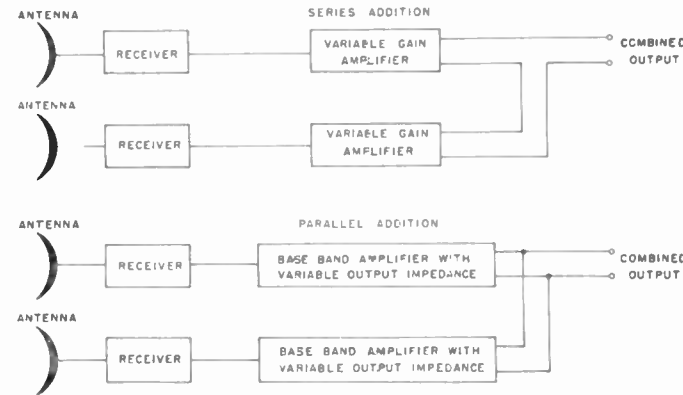 ANTENNA
SERIES ADDITION
RECEIVER
VARIABLE GAIN
AMPLIFIER
COMBINED
OUTPUT
ANTENNA
RECEIVER
VARIABLE GAIN
AMPLIFIER
ANTENNA
PARALLEL ADDITION
RECEIVER
BASE BAND AMPLIFIER WITH
VARIABLE OUTPUT IMPEDANCE
COMBINED
OUTPUT
ANTENNA
RECEIVER
BASE BAND AMPLIFIER WITH
VARIABLE OUTPUT IMPEDANCE